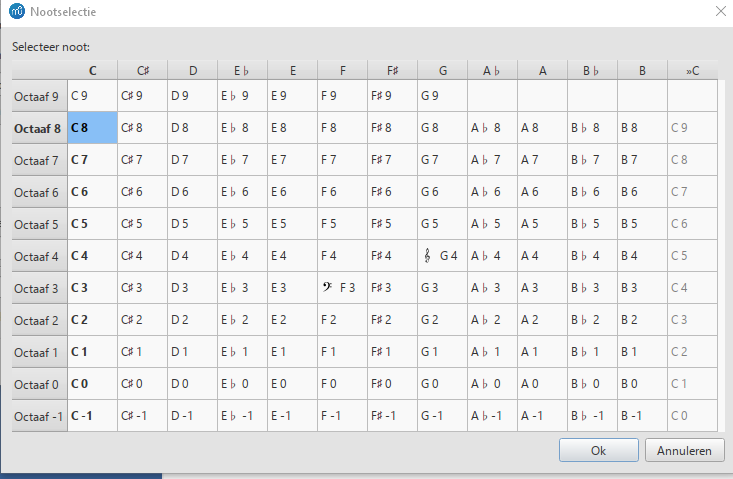 Nootselectie
Selecteer noot:
C C♯ D E♭ E F F♯ G A♭ A B♭ B »C
Octaaf 9 C 9 C♯ 9 D 9 E♭ 9 E 9 F 9 F♯ 9 G 9
Octaaf 8 C 8 C♯ 8 D 8 E♭ 8 E 8 F 8 F♯ 8 G 8 A♭ 8 A 8 B♭ 8 B 8 C 9
Octaaf 7 C 7 C♯ 7 D 7 E♭ 7 E 7 F 7 F♯ 7 G 7 A♭ 7 A 7 B♭ 7 B 7 C 8
Octaaf 6 C 6 C♯ 6 D 6 E♭ 6 E 6 F 6 F♯ 6 G 6 A♭ 6 A 6 B♭ 6 B 6 C 7
Octaaf 5 C 5 C♯ 5 D 5 E♭ 5 E 5 F 5 F♯ 5 G 5 A♭ 5 A 5 B♭ 5 B 5 C 6
Octaaf 4 C 4 C♯ 4 D 4 E♭ 4 E 4 F 4 F♯ 4 𝄞 G 4 A♭ 4 A 4 B♭ 4 B 4 C 5
Octaaf 3 C 3 C♯ 3 D 3 E♭ 3 E 3 𝄢 F 3 F♯ 3 G 3 A♭ 3 A 3 B♭ 3 B 3 C 4
Octaaf 2 C 2 C♯ 2 D 2 E♭ 2 E 2 F 2 F♯ 2 G 2 A♭ 2 A 2 B♭ 2 B 2 C 3
Octaaf 1 C 1 C♯ 1 D 1 E♭ 1 E 1 F 1 F♯ 1 G 1 A♭ 1 A 1 B♭ 1 B 1 C 2
Octaaf 0 C 0 C♯ 0 D 0 E♭ 0 E 0 F 0 F♯ 0 G 0 A♭ 0 A 0 B♭ 0 B 0 C 1
Octaaf -1 C -1 C♯ -1 D -1 E♭ -1 E -1 F -1 F♯ -1 G -1 A♭ -1 A -1 B♭ -1 B -1 C 0
Ok Annuleren